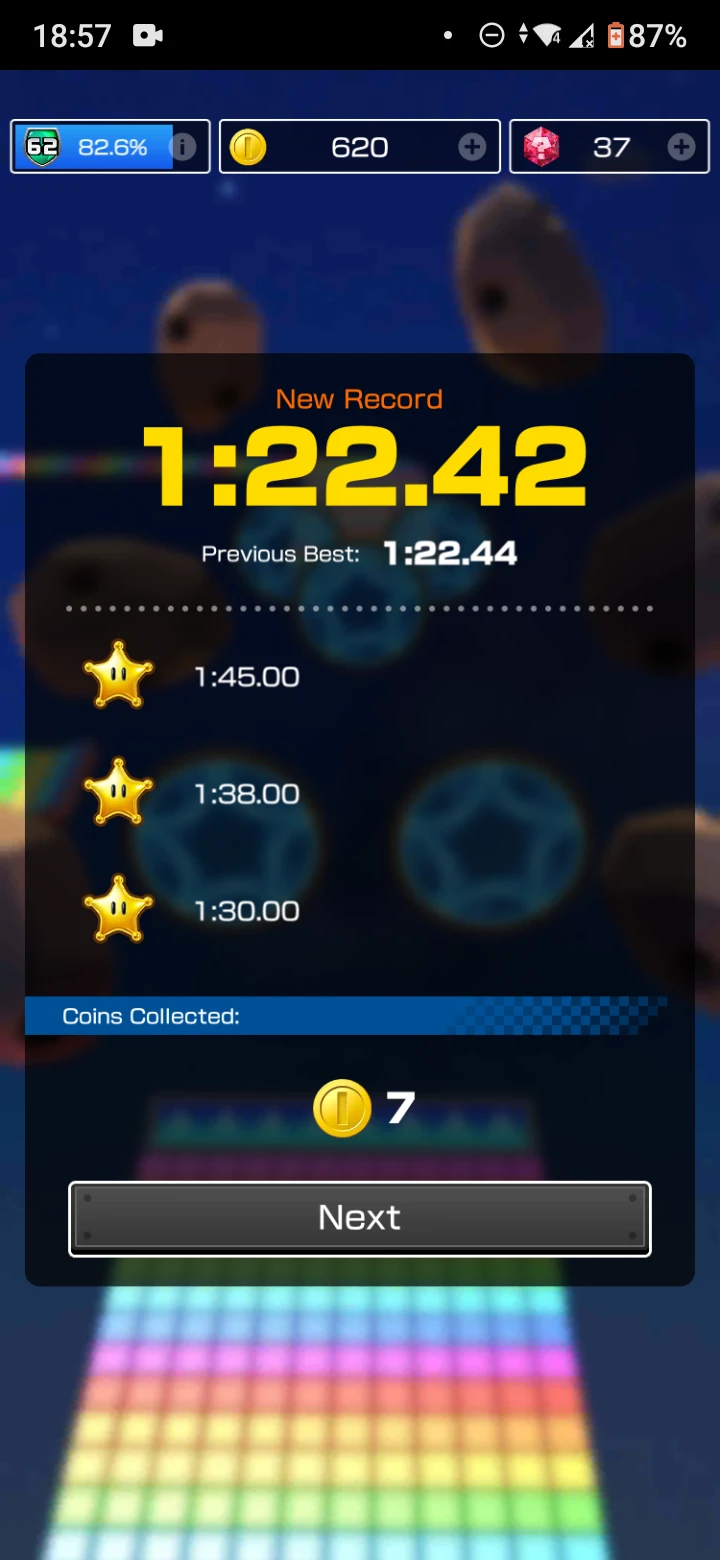 18:57 4 87%
62 82.6% i 620 ? 37
New Record
1:22.42
Previous Best: 1:22.44
1:45.00
1:38.00
1:30.00
Coins Collected:
7
Next